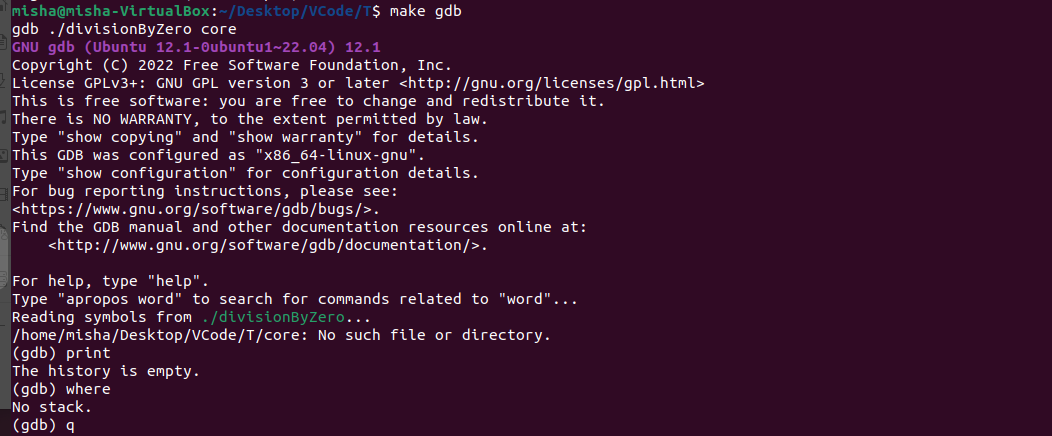 misha@misha-VirtualBox:~/Desktop/VCode/T$ make gdb
gdb ./divisionByZero core
GNU gdb (Ubuntu 12.1-0ubuntu1~22.04) 12.1
Copyright (C) 2022 Free Software Foundation, Inc.
License GPLv3+: GNU GPL version 3 or later <http://gnu.org/licenses/gpl.html>
This is free software: you are free to change and redistribute it.
There is NO WARRANTY, to the extent permitted by law.
Type "show copying" and "show warranty" for details.
This GDB was configured as "x86_64-linux-gnu".
Type "show configuration" for configuration details.
For bug reporting instructions, please see:
<https://www.gnu.org/software/gdb/bugs/>.
Find the GDB manual and other documentation resources online at:
    <http://www.gnu.org/software/gdb/documentation/>.

For help, type "help".
Type "apropos word" to search for commands related to "word"...
Reading symbols from ./divisionByZero...
/home/misha/Desktop/VCode/T/core: No such file or directory.
(gdb) print
The history is empty.
(gdb) where
No stack.
(gdb) q